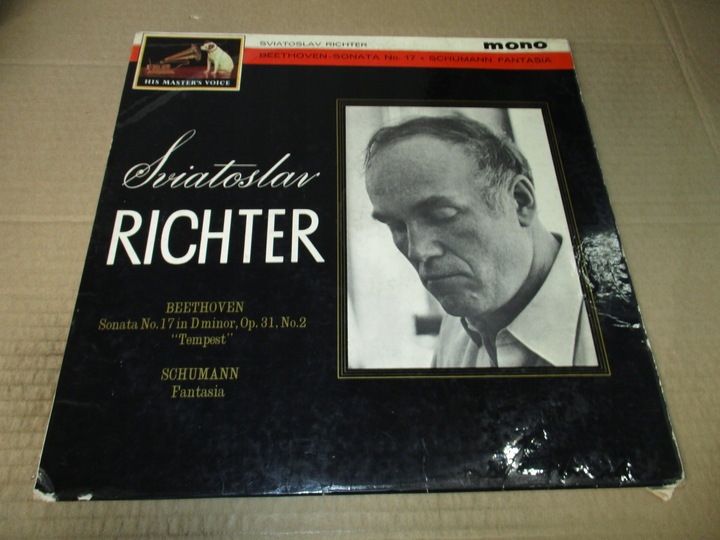 HIS MASTER'S VOICE
SVIATOSLAV RICHTER
mono
BEETHOVEN-SONATA No. 17 • SCHUMANN FANTASIA
Sviatoslav
RICHTER
BEETHOVEN
Sonata No. 17 in D minor, Op. 31, No. 2
"Tempest"
SCHUMANN
Fantasia